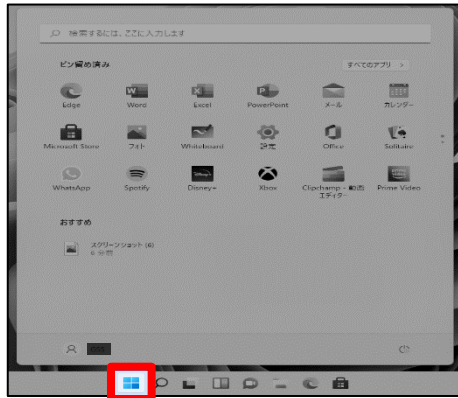 検索するには、ここに入力します
ピン留め済み
すべてのアプリ >
Edge
Word
Excel
PowerPoint
メール
カレンダー
Microsoft Store
フォト
Whiteboard
設定
Office
Solitaire
WhatsApp
Spotify
Disney+
Xbox
Clipchamp - 動画
エディター
Prime Video
おすすめ
スクリーンショット (6)
6 分前